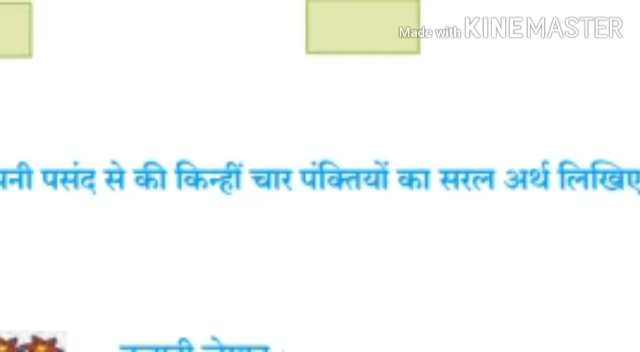 Made with KINEMASTER
पसंद से की किन्हीं चार पंक्तियों का सरल अर्थ लिखिए